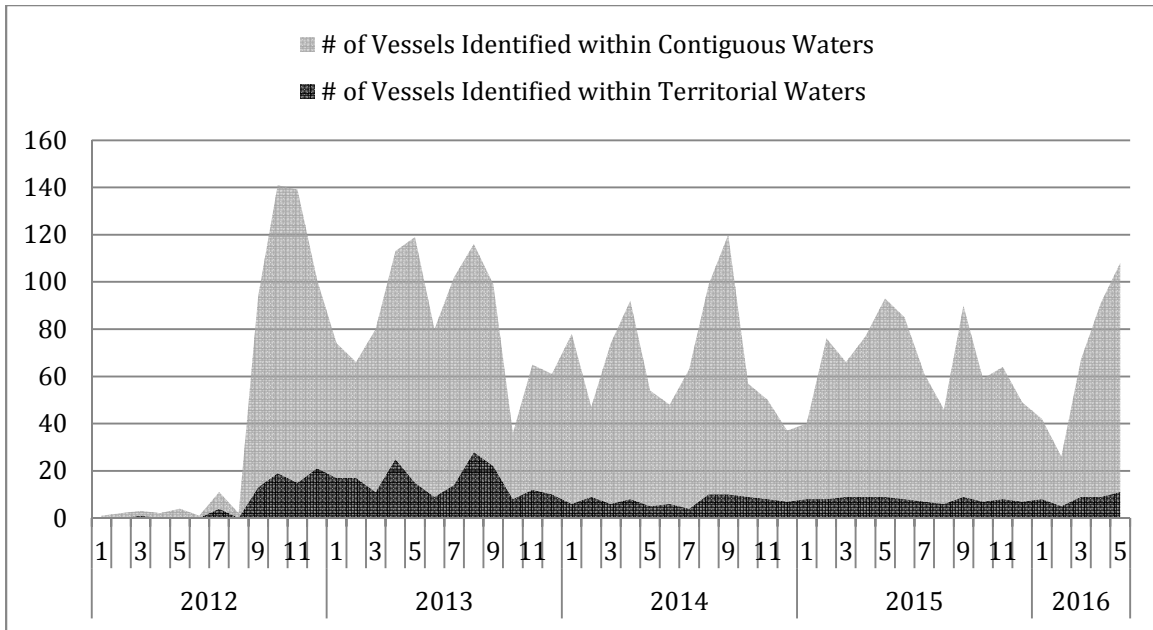 # of Vessels Identified within Contiguous Waters
# of Vessels Identified within Territorial Waters
160
140
120
100
80
60
40
20
0
1 3 5 7 9 11 1 3 5 7 9 11 1 3 5 7 9 11 1 3 5 7 9 11 1 3 5
2012 2013 2014 2015 2016